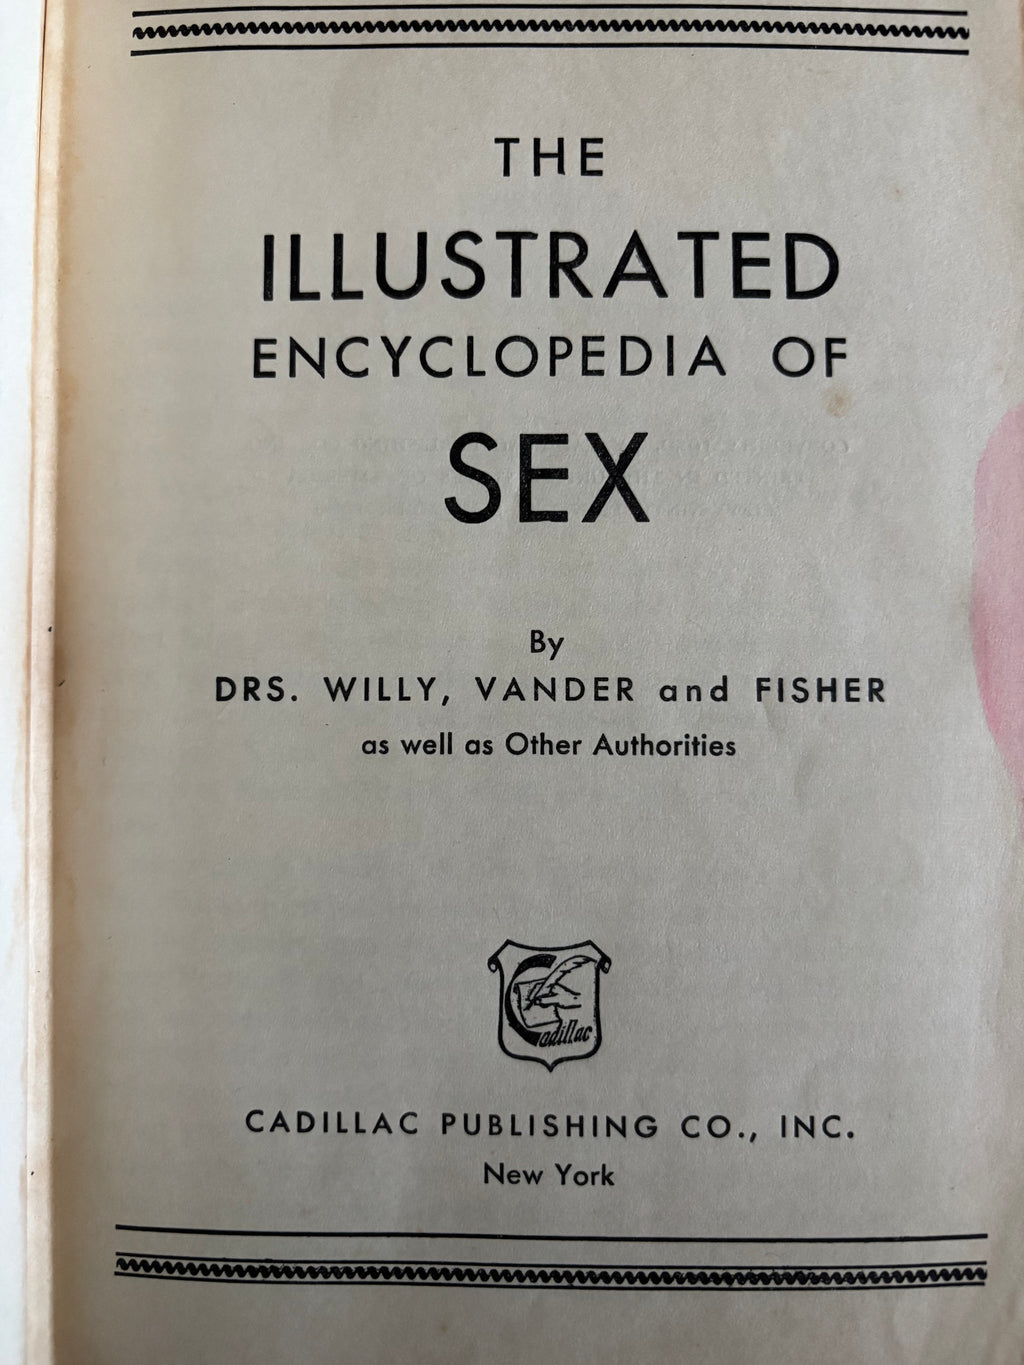 THE
ILLUSTRATED
ENCYCLOPEDIA OF
SEX
By
DRS. WILLY, VANDER and FISHER
as well as Other Authorities
Cadillac
CADILLAC PUBLISHING CO., INC.
New York